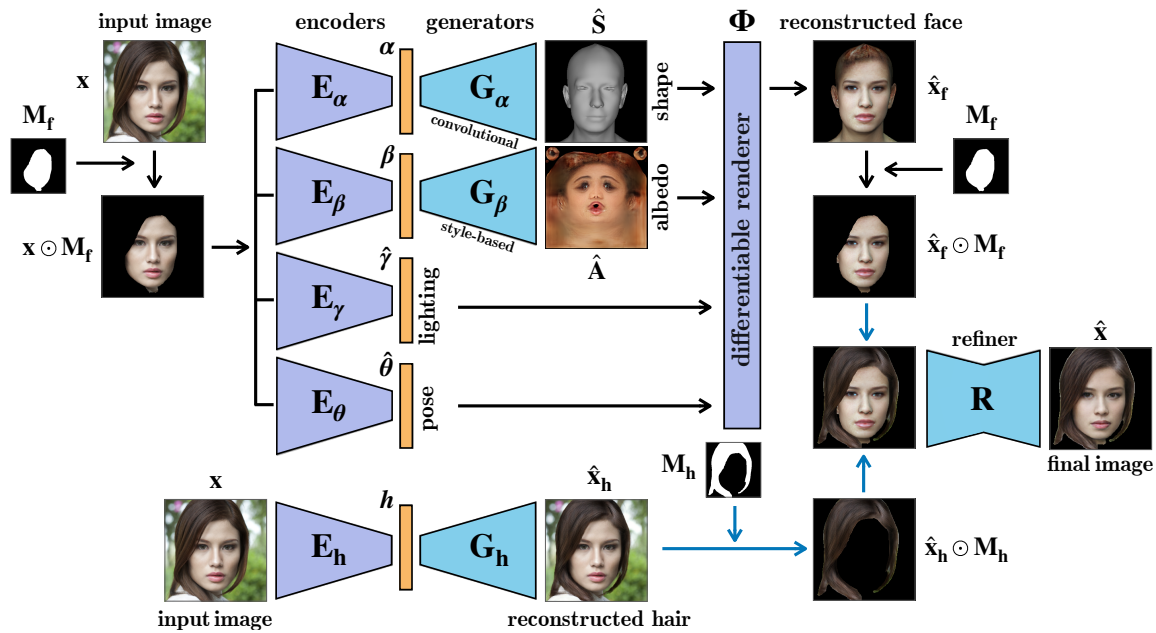 input image
encoders
generators
Ŝ
Φ
reconstructed face
x
α
E_α
G_α
convolutional
shape
x̂_f
M_f
M_f
β
E_β
G_β
style-based
albedo
Â
differentiable renderer
x ⊙ M_f
x̂_f ⊙ M_f
γ̂
E_γ
lighting
θ̂
E_θ
pose
refiner
x̂
R
final image
M_h
x
h
x̂_h
E_h
G_h
x̂_h ⊙ M_h
input image
reconstructed hair